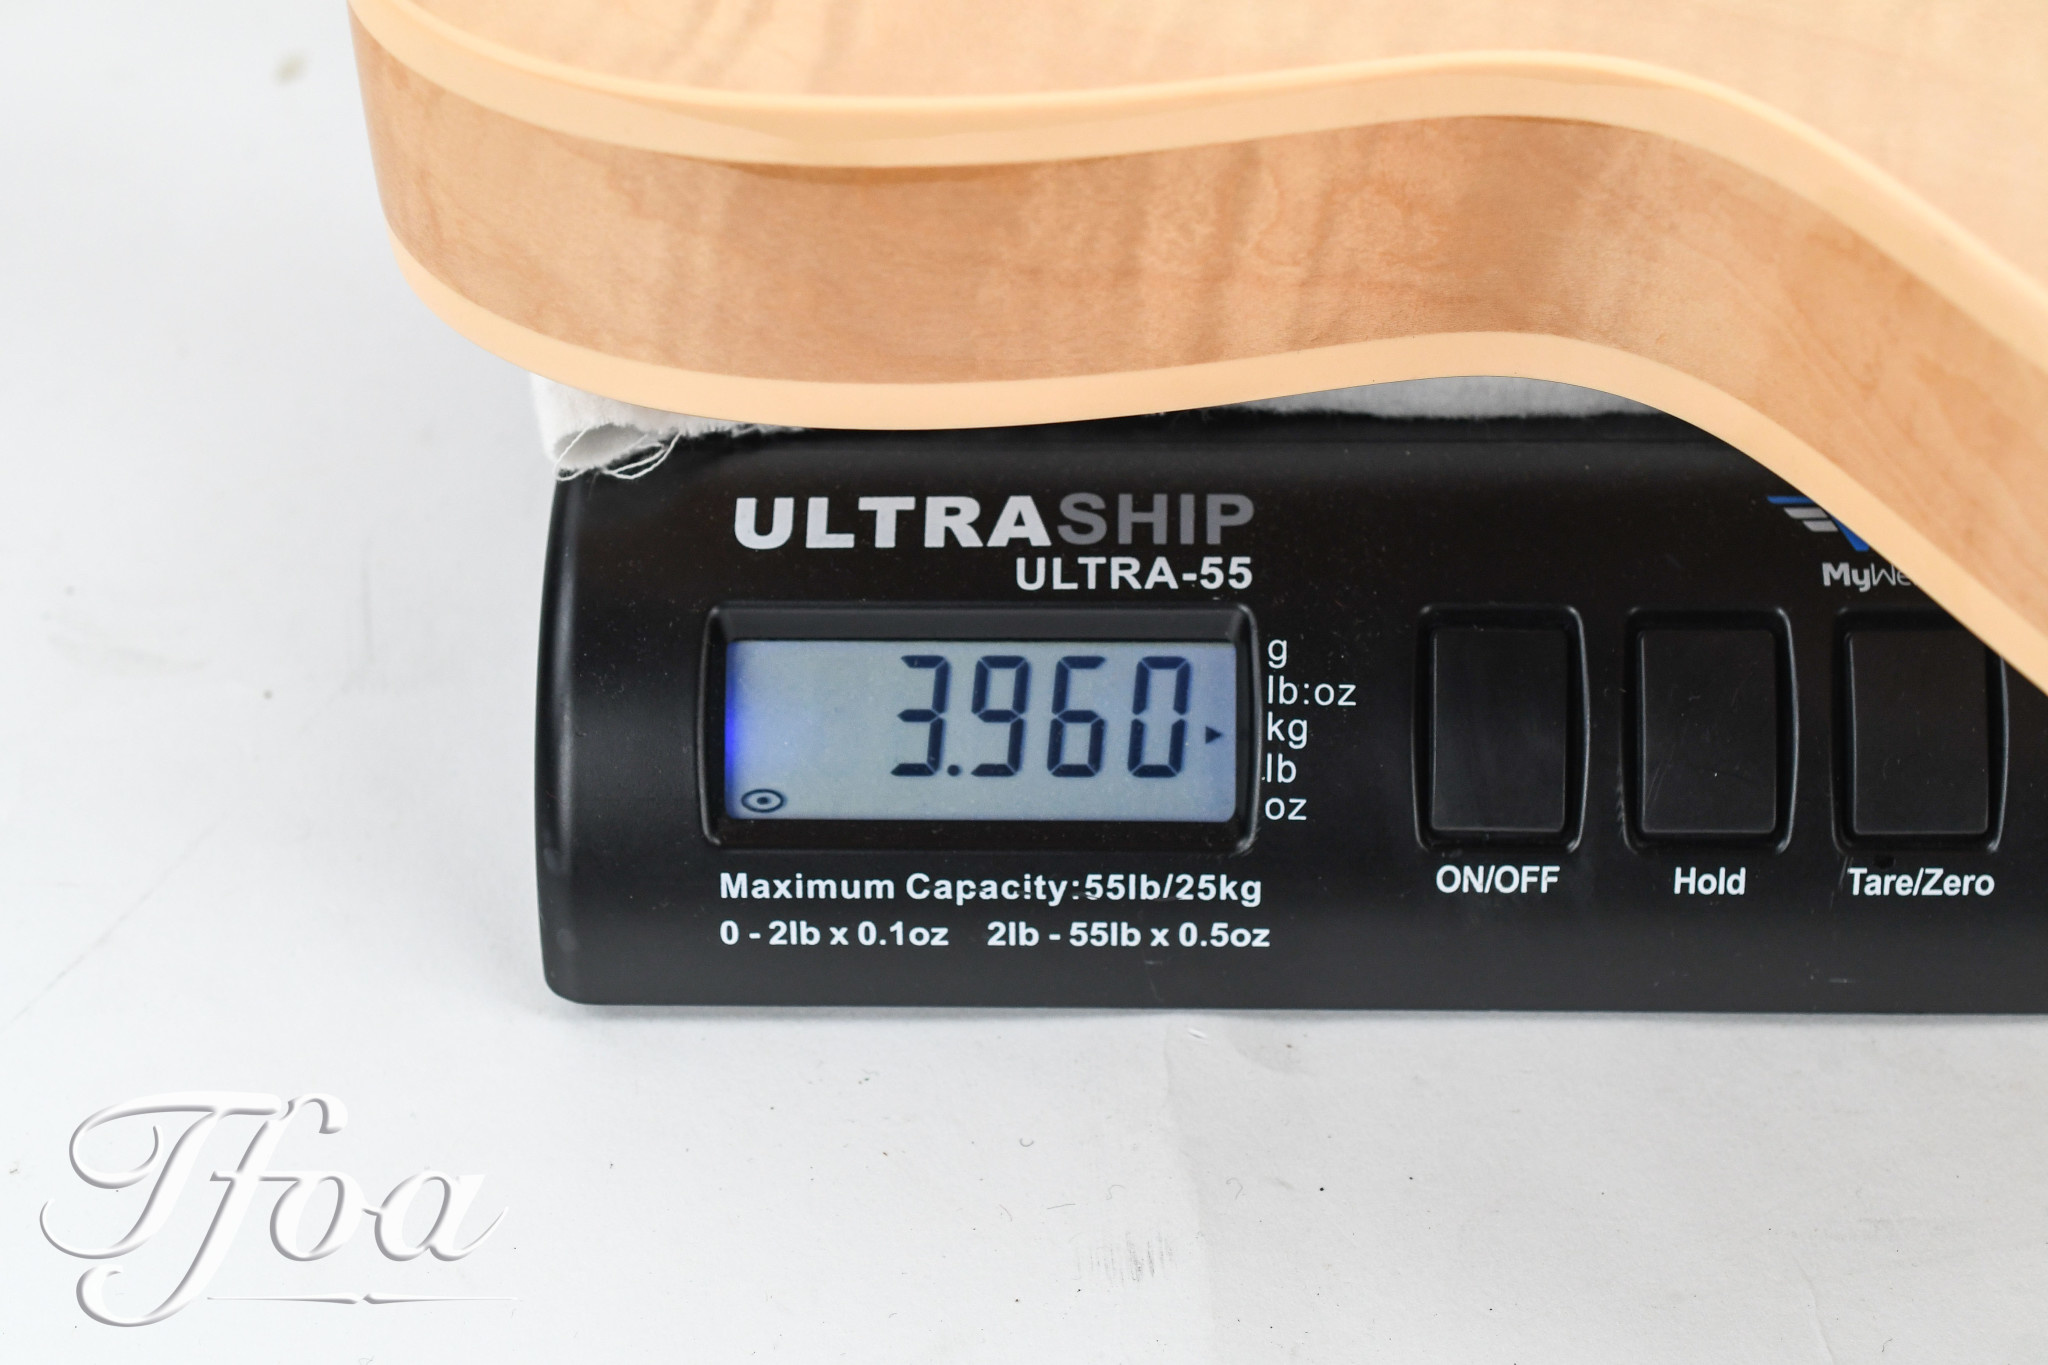 ULTRASHIP
ULTRA-55
3.960
g
lb:oz
kg
lb
oz
Maximum Capacity:55lb/25kg
0 - 2lb x 0.1oz 2lb - 55lb x 0.5oz
ON/OFF
Hold
Tare/Zero
Tfoa